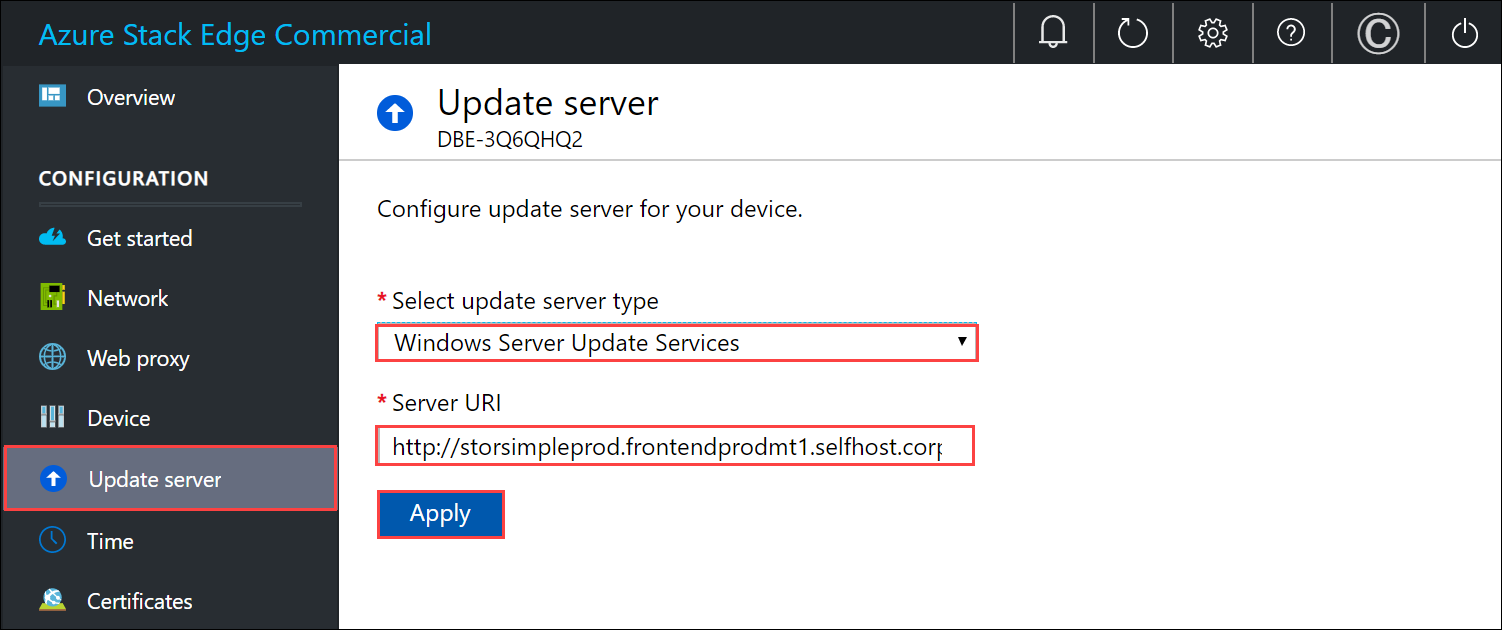 Azure Stack Edge Commercial
?
C
Overview
CONFIGURATION
Get started
Network
Web proxy
Device
Update server
Time
Certificates
Update server
DBE-3Q6QHQ2
Configure update server for your device.
* Select update server type
Windows Server Update Services
* Server URI
http://storsimpleprod.frontendprodmt1.selfhost.corp
Apply